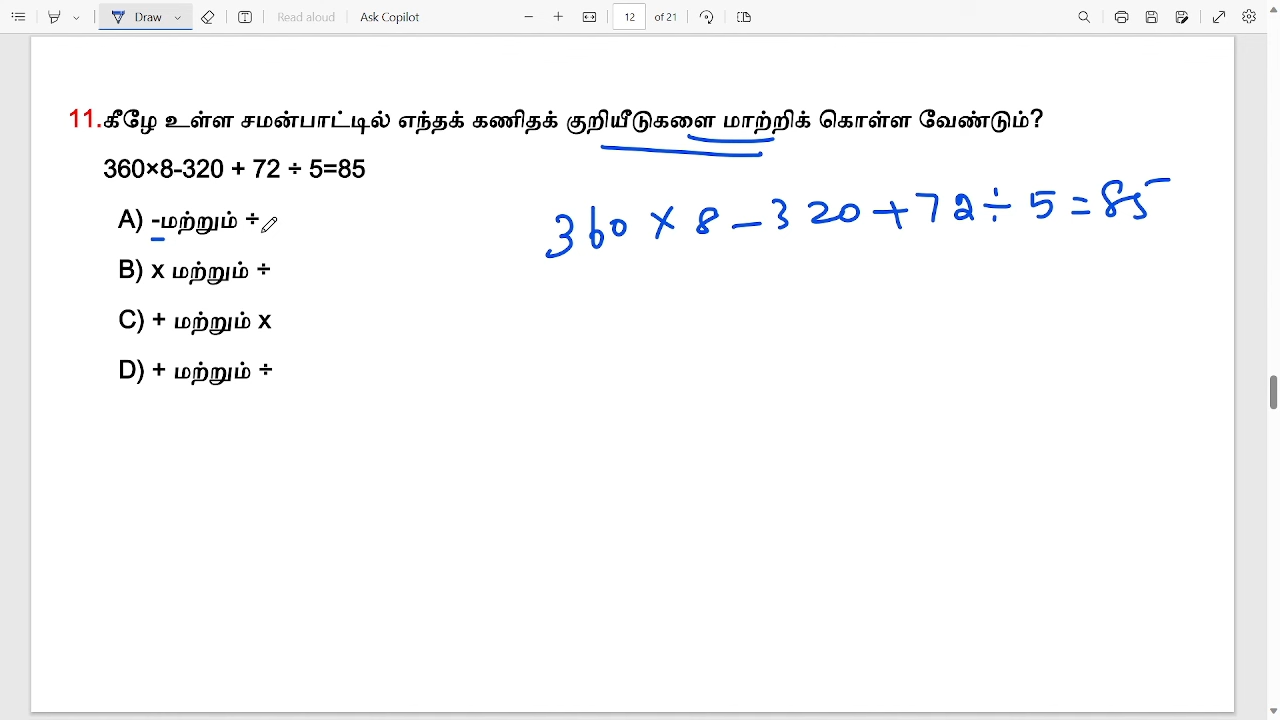 Draw
Read aloud
Ask Copilot
12 of 21
11.கீழே உள்ள சமன்பாட்டில் எந்தக் கணிதக் குறியீடுகளை மாற்றிக் கொள்ள வேண்டும்?
360×8-320 + 72 ÷ 5=85
360 × 8 - 320 + 72 ÷ 5 = 85
A) -மற்றும் ÷
B) x மற்றும் ÷
C) + மற்றும் x
D) + மற்றும் ÷